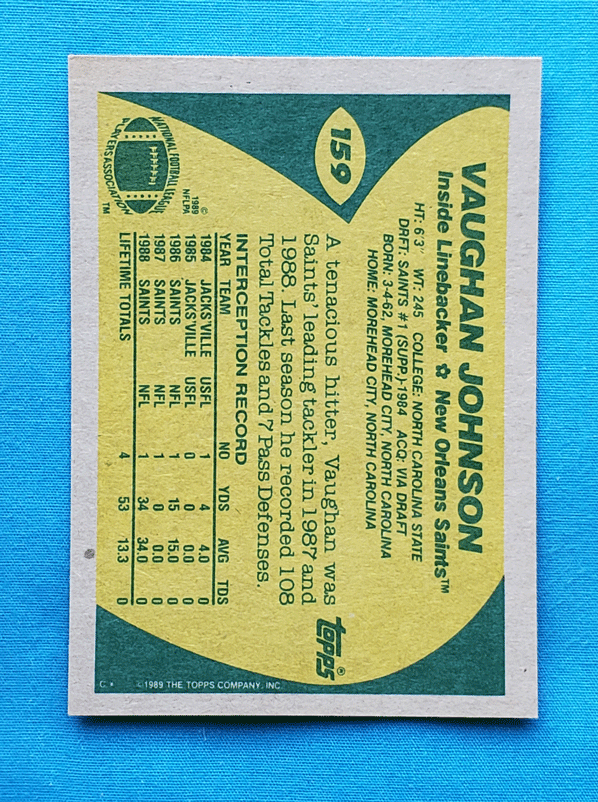 159
VAUGHAN JOHNSON
Inside Linebacker ✩ New Orleans Saints™
HT: 6'3" WT: 245 COLLEGE: NORTH CAROLINA STATE
DRFT: SAINTS #1 (SUPP.)-1984 ACQ: VIA DRAFT
BORN: 3-4-62, MOREHEAD CITY, NORTH CAROLINA
HOME: MOREHEAD CITY, NORTH CAROLINA
topps®
A tenacious hitter, Vaughan was
Saints' leading tackler in 1987 and
1988. Last season he recorded 108
Total Tackles and 7 Pass Defenses.
NATIONAL FOOTBALL LEAGUE
PLAYERS ASSOCIATION
TM
©
1989
NFLPA
INTERCEPTION RECORD
YEAR TEAM NO YDS AVG TDS
1984 JACKS'VILLE USFL 1 4 4.0 0
1985 JACKS'VILLE USFL 0 0 0.0 0
1986 SAINTS NFL 1 15 15.0 0
1987 SAINTS NFL 1 0 0.0 0
1988 SAINTS NFL 1 34 34.0 0
LIFETIME TOTALS 4 53 13.3 0
C* ©1989 THE TOPPS COMPANY, INC.